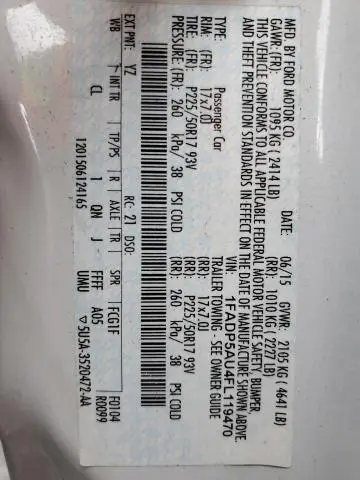 MFD BY FORD MOTOR CO.
DATE: 06/15 GVWR: 2105 KG (4641 LB)
GAWR: (FR): 1095 KG (2414 LB) (RR): 1010 KG (2227 LB)
THIS VEHICLE CONFORMS TO ALL APPLICABLE FEDERAL MOTOR VEHICLE SAFETY, BUMPER
AND THEFT PREVENTION STANDARDS IN EFFECT ON THE DATE OF MANUFACTURE SHOWN ABOVE.
VIN: 1FADP5AU4FL119470
TYPE: Passenger Car TRAILER TOWING - SEE OWNER GUIDE
RIM: (FR): 17x7.0J (RR): 17x7.0J
TIRE: (FR): P225/50R17 93V (RR): P225/50R17 93V
PRESSURE: (FR): 260 kPa/ 38 PSI COLD (RR): 260 kPa/ 38 PSI COLD
EXT PNT: YZ RC: 21 DSO: F0104
WB INT TR TP/PS R AXLE TR SPR FCG1F R0099
CL 1 QN J FFFF A05
1201506124165 UMU ▽5U5A-3520472-AA